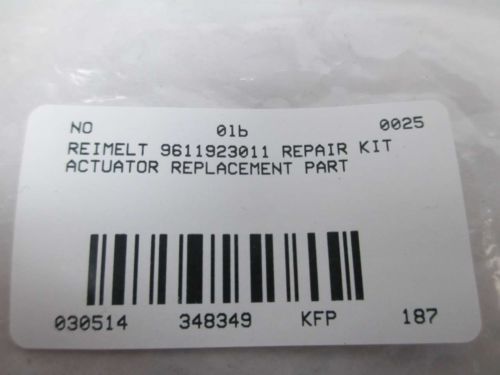 NO 01b 0025
REIMELT 9611923011 REPAIR KIT
ACTUATOR REPLACEMENT PART
030514 348349 KFP 187